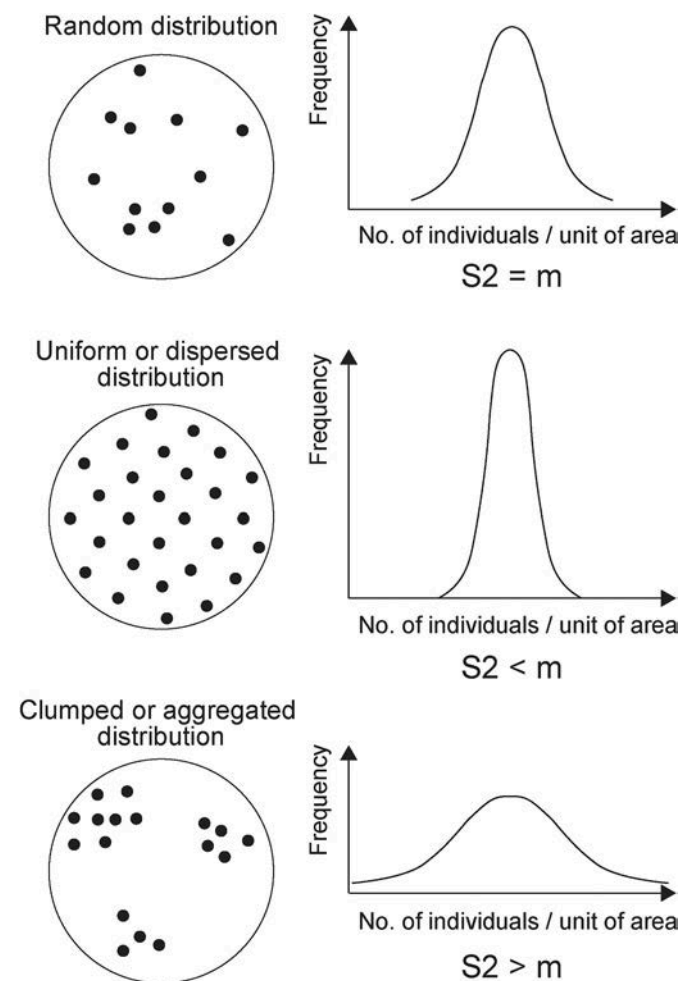 Random distribution
Frequency
No. of individuals / unit of area
S2 = m
Uniform or dispersed
distribution
Frequency
No. of individuals / unit of area
S2 < m
Clumped or aggregated
distribution
Frequency
No. of individuals / unit of area
S2 > m